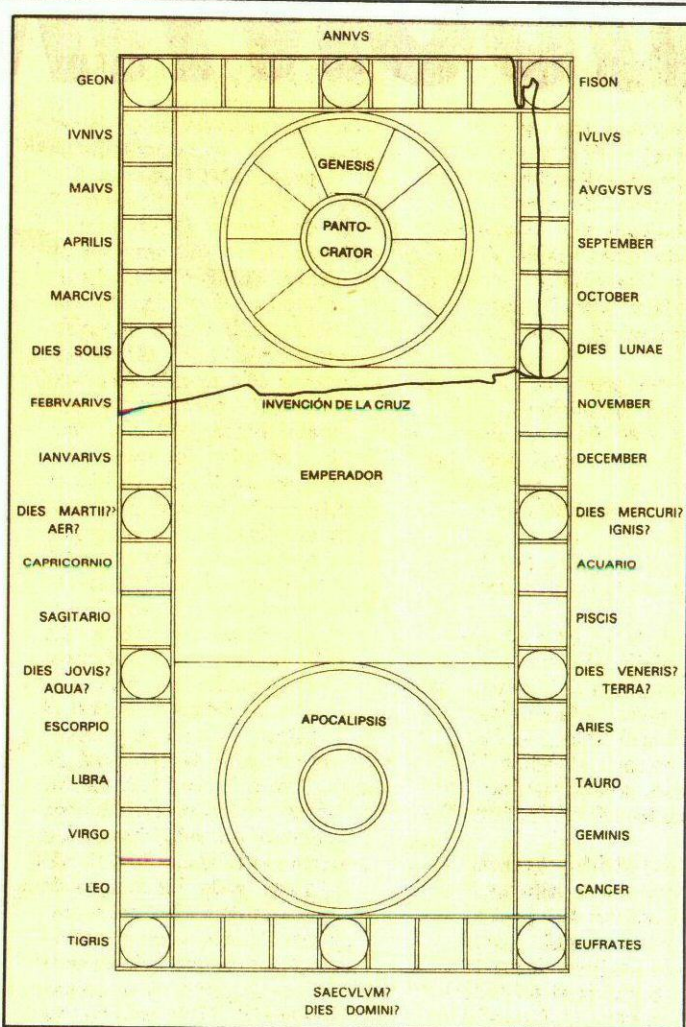 ANNVS
GEON
FISON
IVNIVS
IVLIVS
GENESIS
MAIVS
AVGVSTVS
PANTO-
CRATOR
APRILIS
SEPTEMBER
MARCIVS
OCTOBER
DIES SOLIS
DIES LUNAE
FEBRVARIVS
INVENCIÓN DE LA CRUZ
NOVEMBER
IANVARIVS
EMPERADOR
DECEMBER
DIES MARTII??
AER?
DIES MERCURI?
IGNIS?
CAPRICORNIO
ACUARIO
SAGITARIO
PISCIS
DIES JOVIS?
AQUA?
DIES VENERIS?
TERRA?
ESCORPIO
APOCALIPSIS
ARIES
LIBRA
TAURO
VIRGO
GEMINIS
LEO
CANCER
TIGRIS
EUFRATES
SAECVLVM?
DIES DOMINI?